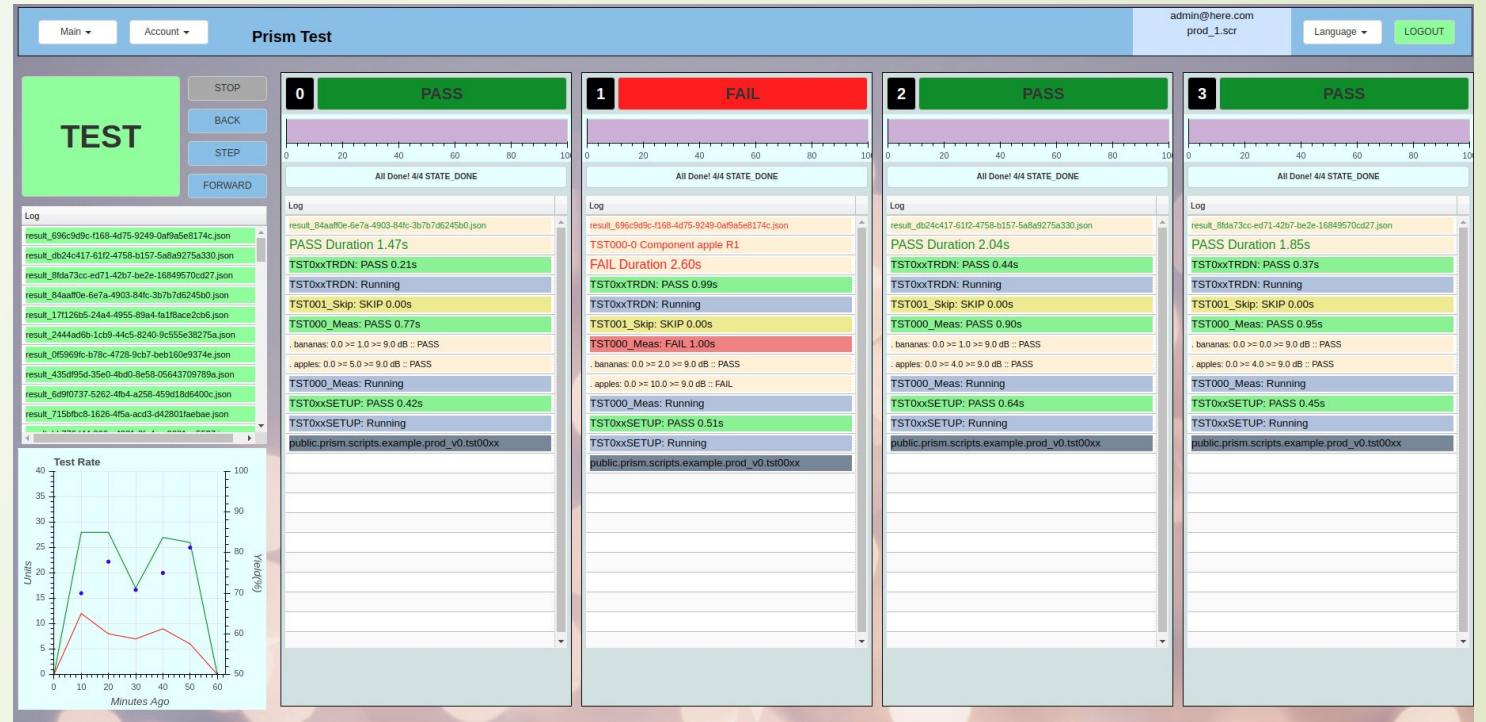 Main
Account
Prism Test
admin@here.com
prod_1.scr
Language
LOGOUT
TEST
STOP
BACK
STEP
FORWARD
Log
result_696c9d9c-f168-4d75-9249-0af9a5e8174c.json
result_db24c417-61f2-4758-b157-5a8a9275a330.json
result_8fda73cc-ed71-42b7-be2e-16849570cd27.json
result_84aaff0e-6e7a-4903-84fc-3b7b7d6245b0.json
result_17f126b5-24a4-4955-89a4-fa1f8ace2cb6.json
result_2444ad6b-1cb9-44c5-8240-9c555e38275a.json
result_0f5969fc-b78c-4728-9cb7-beb160e9374e.json
result_435df95d-35e0-4bd0-8e58-05643709789a.json
result_6d9f0737-5262-4fb4-a258-459d18d6400c.json
result_715bfbc8-1626-4f5a-acd3-d42801faebae.json
Test Rate
40
35
30
25
20
15
10
5
0
Units
100
90
80
70
60
50
Yield(%)
0 10 20 30 40 50 60
Minutes Ago
0 PASS
0 20 40 60 80 10
All Done! 4/4 STATE_DONE
Log
result_84aaff0e-6e7a-4903-84fc-3b7b7d6245b0.json
PASS Duration 1.47s
TST0xxTRDN: PASS 0.21s
TST0xxTRDN: Running
TST001_Skip: SKIP 0.00s
TST000_Meas: PASS 0.77s
. bananas: 0.0 >= 1.0 >= 9.0 dB :: PASS
. apples: 0.0 >= 5.0 >= 9.0 dB :: PASS
TST000_Meas: Running
TST0xxSETUP: PASS 0.42s
TST0xxSETUP: Running
public.prism.scripts.example.prod_v0.tst00xx
1 FAIL
0 20 40 60 80 10
All Done! 4/4 STATE_DONE
Log
result_696c9d9c-f168-4d75-9249-0af9a5e8174c.json
TST000-0 Component apple R1
FAIL Duration 2.60s
TST0xxTRDN: PASS 0.99s
TST0xxTRDN: Running
TST001_Skip: SKIP 0.00s
TST000_Meas: FAIL 1.00s
. bananas: 0.0 >= 2.0 >= 9.0 dB :: PASS
. apples: 0.0 >= 10.0 >= 9.0 dB :: FAIL
TST000_Meas: Running
TST0xxSETUP: PASS 0.51s
TST0xxSETUP: Running
public.prism.scripts.example.prod_v0.tst00xx
2 PASS
0 20 40 60 80 10
All Done! 4/4 STATE_DONE
Log
result_db24c417-61f2-4758-b157-5a8a9275a330.json
PASS Duration 2.04s
TST0xxTRDN: PASS 0.44s
TST0xxTRDN: Running
TST001_Skip: SKIP 0.00s
TST000_Meas: PASS 0.90s
. bananas: 0.0 >= 1.0 >= 9.0 dB :: PASS
. apples: 0.0 >= 4.0 >= 9.0 dB :: PASS
TST000_Meas: Running
TST0xxSETUP: PASS 0.64s
TST0xxSETUP: Running
public.prism.scripts.example.prod_v0.tst00xx
3 PASS
0 20 40 60 80 10
All Done! 4/4 STATE_DONE
Log
result_8fda73cc-ed71-42b7-be2e-16849570cd27.json
PASS Duration 1.85s
TST0xxTRDN: PASS 0.37s
TST0xxTRDN: Running
TST001_Skip: SKIP 0.00s
TST000_Meas: PASS 0.95s
. bananas: 0.0 >= 0.0 >= 9.0 dB :: PASS
. apples: 0.0 >= 4.0 >= 9.0 dB :: PASS
TST000_Meas: Running
TST0xxSETUP: PASS 0.45s
TST0xxSETUP: Running
public.prism.scripts.example.prod_v0.tst00xx